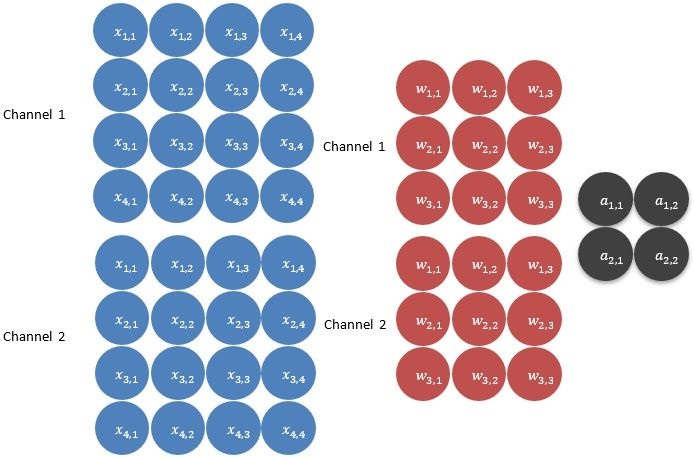 Channel 1
x1,1 x1,2 x1,3 x1,4
x2,1 x2,2 x2,3 x2,4
x3,1 x3,2 x3,3 x3,4
x4,1 x4,2 x4,3 x4,4
Channel 2
x1,1 x1,2 x1,3 x1,4
x2,1 x2,2 x2,3 x2,4
x3,1 x3,2 x3,3 x3,4
x4,1 x4,2 x4,3 x4,4
Channel 1
w1,1 w1,2 w1,3
w2,1 w2,2 w2,3
w3,1 w3,2 w3,3
Channel 2
w1,1 w1,2 w1,3
w2,1 w2,2 w2,3
w3,1 w3,2 w3,3
a1,1 a1,2
a2,1 a2,2